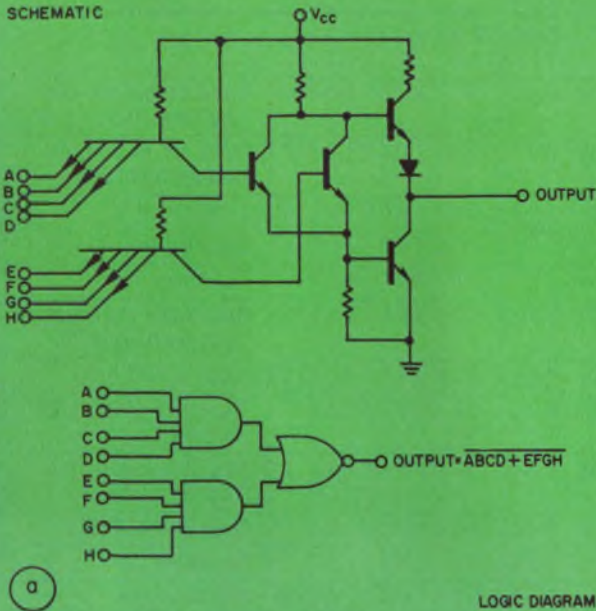 SCHEMATIC
Vcc
A
B
C
D
OUTPUT
E
F
G
H
A
B
C
D
E
F
G
H
OUTPUT=ABCD+EFGH
a
LOGIC DIAGRAM